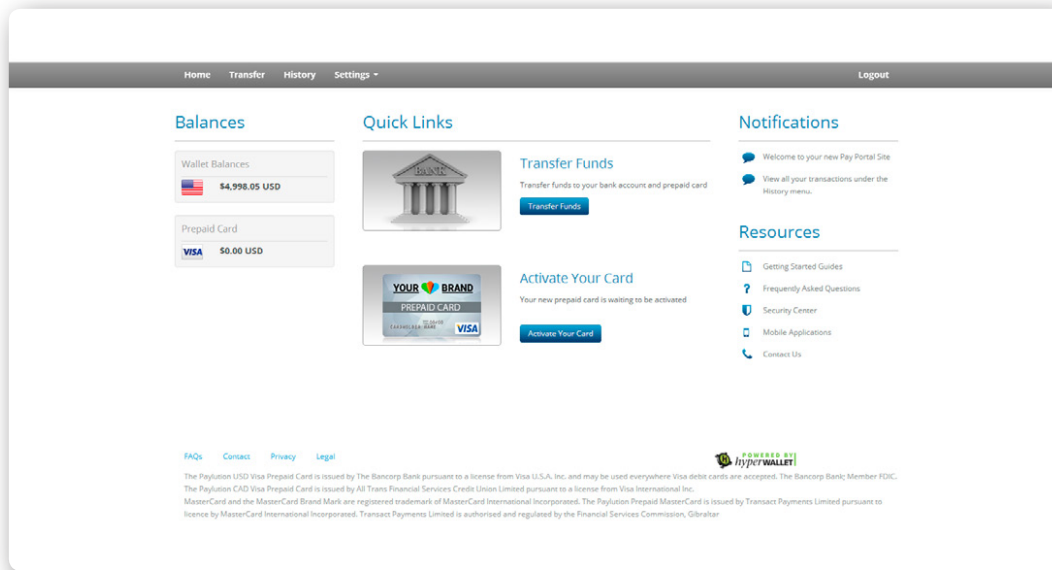 Home Transfer History Settings Logout
Balances
Wallet Balances
$4,998.05 USD
Prepaid Card
VISA $0.00 USD
Quick Links
BANK
Transfer Funds
Transfer funds to your bank account and prepaid card
Transfer Funds
YOUR BRAND
PREPAID CARD
CARDHOLDER NAME
VISA
Activate Your Card
Your new prepaid card is waiting to be activated
Activate Your Card
Notifications
Welcome to your new Pay Portal Site
View all your transactions under the
History menu.
Resources
Getting Started Guides
Frequently Asked Questions
Security Center
Mobile Applications
Contact Us
FAQs Contact Privacy Legal
POWERED BY
hyperWALLET
The Paylution USD Visa Prepaid Card is issued by The Bancorp Bank pursuant to a license from Visa U.S.A. Inc. and may be used everywhere Visa debit cards are accepted. The Bancorp Bank; Member FDIC.
The Paylution CAD Visa Prepaid Card is issued by All Trans Financial Services Credit Union Limited pursuant to a license from Visa International Inc.
MasterCard and the MasterCard Brand Mark are registered trademark of MasterCard International Incorporated. The Paylution Prepaid MasterCard is issued by Transact Payments Limited pursuant to
licence by MasterCard International Incorporated. Transact Payments Limited is authorised and regulated by the Financial Services Commission, Gibraltar